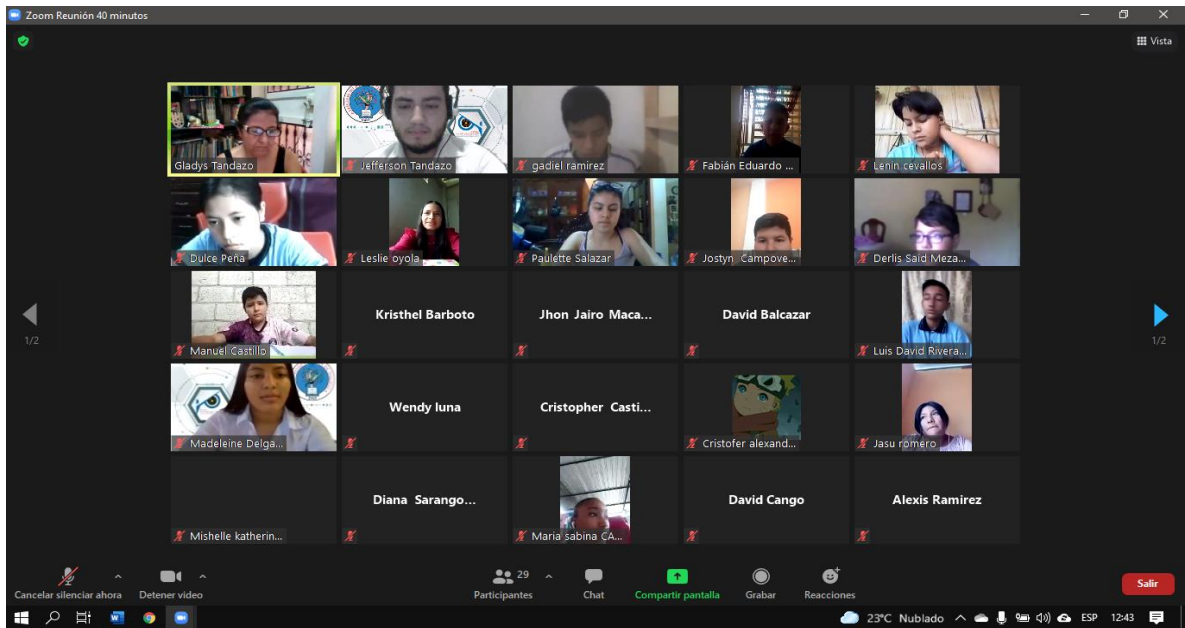 Zoom Reunión 40 minutos
Vista
Gladys Tandazo
Jefferson Tandazo
gadiel ramirez
Fabián Eduardo ...
Lenin cevallos
Dulce Peña
Leslie oyola
Paulette Salazar
Jostyn Campove...
Derlis Said Meza...
Manuel Castillo
Kristhel Barboto
Jhon Jairo Maca...
David Balcazar
Luis David Rivera...
1/2
1/2
Madeleine Delga...
Wendy luna
Cristopher Casti...
Cristofer alexand...
Jasu romero
Mishelle katherin...
Diana Sarango...
Maria sabina CA...
David Cango
Alexis Ramirez
Cancelar silenciar ahora
Detener video
29
Participantes
Chat
Compartir pantalla
Grabar
Reacciones
Salir
23°C Nublado
ESP
12:43